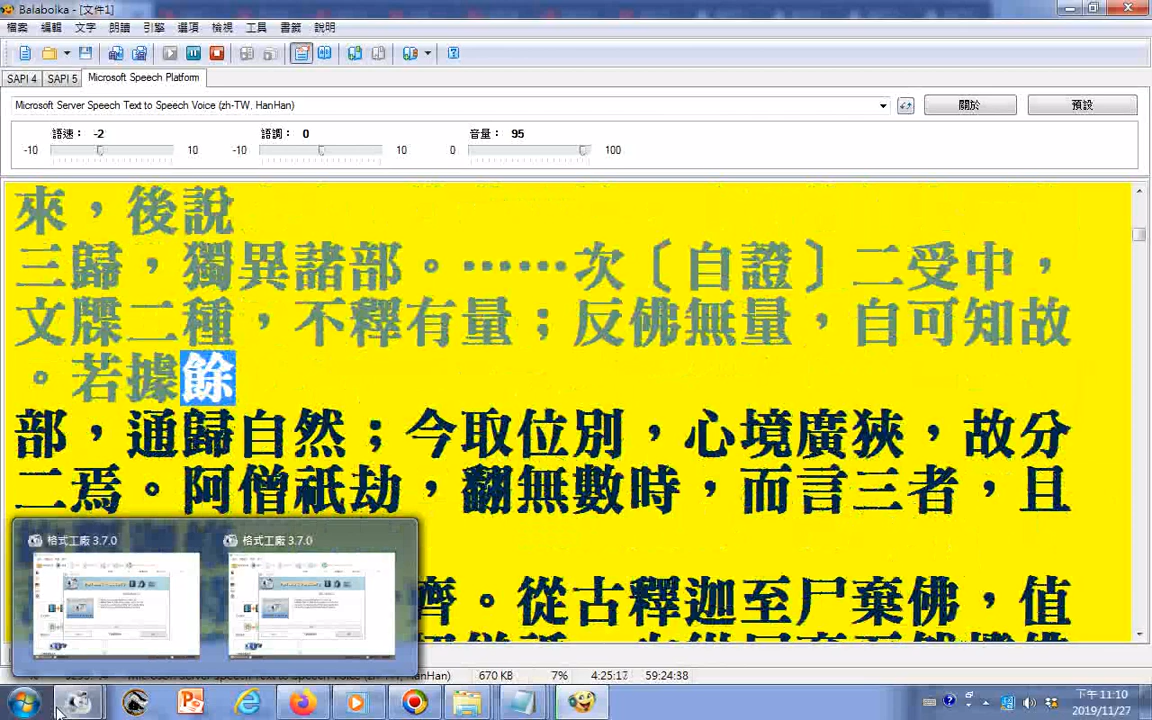 Balabolka - [文件1]
檔案 編輯 文字 朗讀 引擎 選項 檢視 工具 書籤 說明
SAPI 4 SAPI 5 Microsoft Speech Platform
Microsoft Server Speech Text to Speech Voice (zh-TW, HanHan)
關於 預設
語速： -2 語調： 0 音量： 95
-10 10 -10 10 0 100
來，後說
三歸，獨異諸部。……次〔自證〕二受中，
文牒二種，不釋有量；反佛無量，自可知故
。若據餘
部，通歸自然；今取位別，心境廣狹，故分
二焉。阿僧祇劫，翻無數時，而言三者，且
齊。從古釋迦至尸棄佛，值
格式工廠 3.7.0 格式工廠 3.7.0
HanHan) 670 KB 7% 4:25:17 59:24:38
下午 11:10
2019/11/27